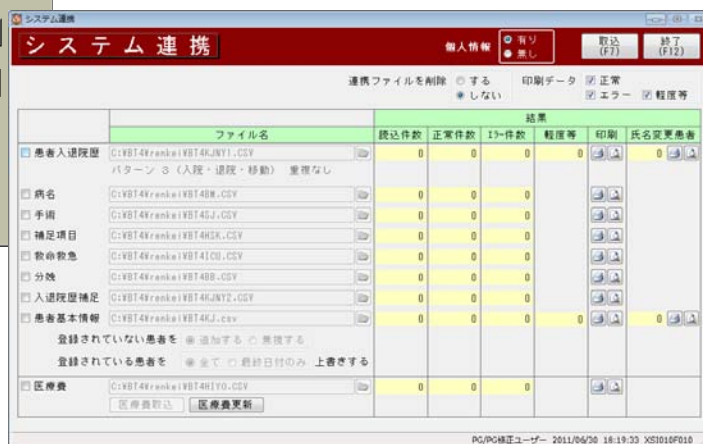 システム連携
システム連携 個人情報 有り 無し 取込(F7) 終了(F12)
連携ファイルを削除 する しない 印刷データ 正常 エラー 軽度等
結果
ファイル名 読込件数 正常件数 エラー件数 軽度等 印刷 氏名変更患者
患者入退院歴 C:¥BT4¥renkei¥BT4KJNY1.CSV 0 0 0 0 0
パターン 3 (入院・退院・移動) 重複なし
病名 C:¥BT4¥renkei¥BT4BM.CSV 0 0 0
手術 C:¥BT4¥renkei¥BT4SJ.CSV 0 0 0
補足項目 C:¥BT4¥renkei¥BT4HSK.CSV 0 0 0
救命救急 C:¥BT4¥renkei¥BT4ICU.CSV 0 0 0
分娩 C:¥BT4¥renkei¥BT4BB.CSV 0 0 0
入退院歴補足 C:¥BT4¥renkei¥BT4KJNY2.CSV 0 0 0
患者基本情報 C:¥BT4¥renkei¥BT4KJ.csv 0 0 0 0 0
登録されていない患者を 追加する 無視する
登録されている患者を 全て 最終日付のみ 上書きする
医療費 C:¥BT4¥renkei¥BT4HIYO.CSV 0 0 0
医療費取込 医療費更新
PG/PG修正ユーザー 2011/06/30 18:19:33 XSI010F010